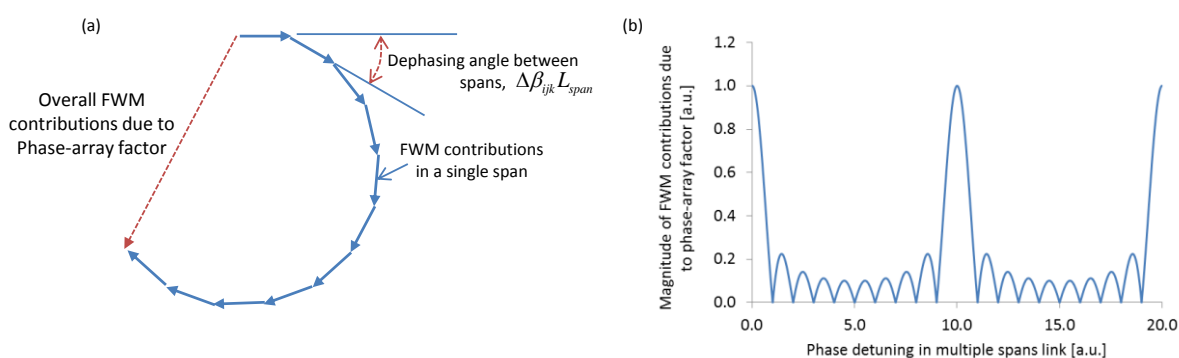 (a)
Dephasing angle between
spans, Δβijk Lspan
Overall FWM
contributions due to
Phase-array factor
FWM contributions
in a single span
(b)
Magnitude of FWM contributions due
to phase-array factor [a.u.]
1.2
1.0
0.8
0.6
0.4
0.2
0.0
0.0 5.0 10.0 15.0 20.0
Phase detuning in multiple spans link [a.u.]